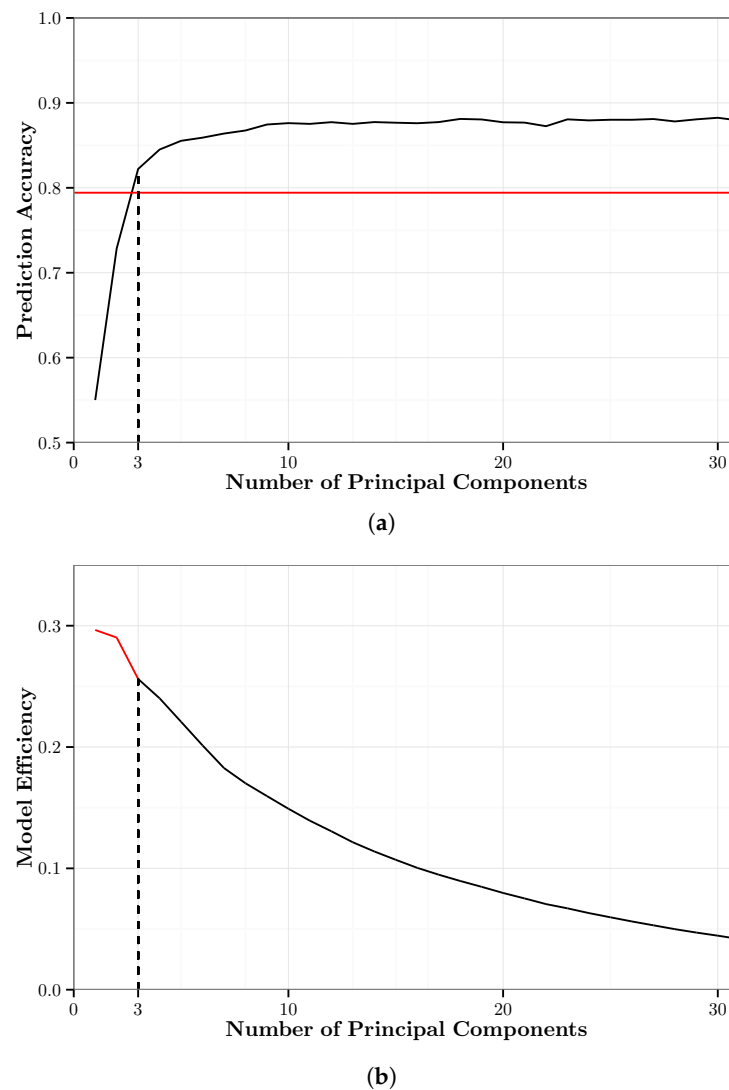 1.0
0.9
0.8
0.7
0.6
0.5
Prediction Accuracy
0 3 10 20 30
Number of Principal Components
(a)
0.3
0.2
0.1
0.0
Model Efficiency
0 3 10 20 30
Number of Principal Components
(b)